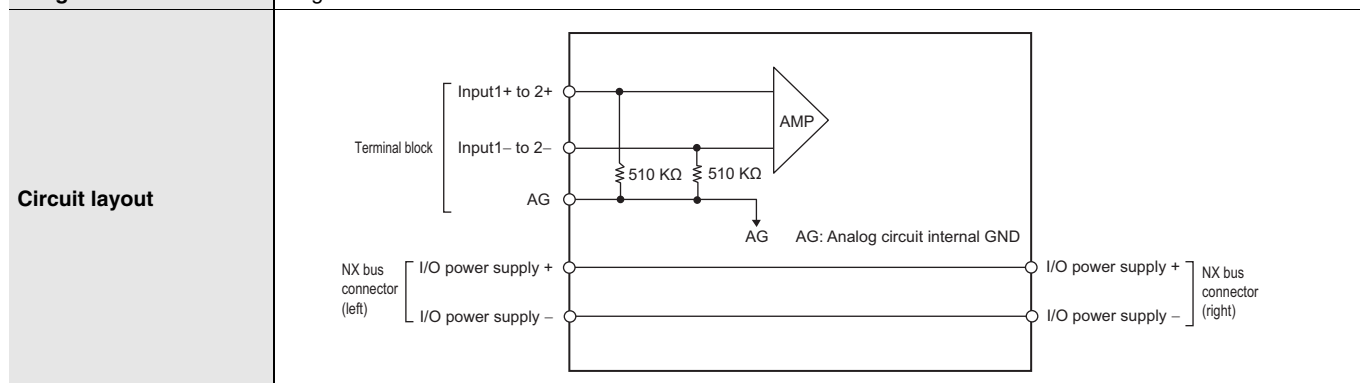 Circuit layout
Terminal block
Input1+ to 2+
Input1− to 2−
AG
AMP
510 KΩ 510 KΩ
AG AG: Analog circuit internal GND
NX bus
connector
(left)
I/O power supply +
I/O power supply −
I/O power supply +
I/O power supply −
NX bus
connector
(right)